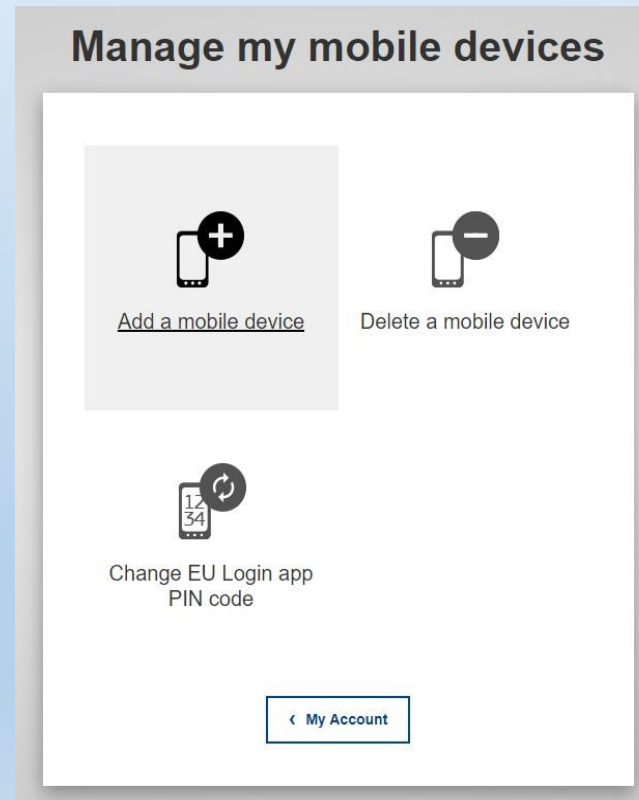 Manage my mobile devices
Add a mobile device
Delete a mobile device
12
34
Change EU Login app
PIN code
‹ My Account